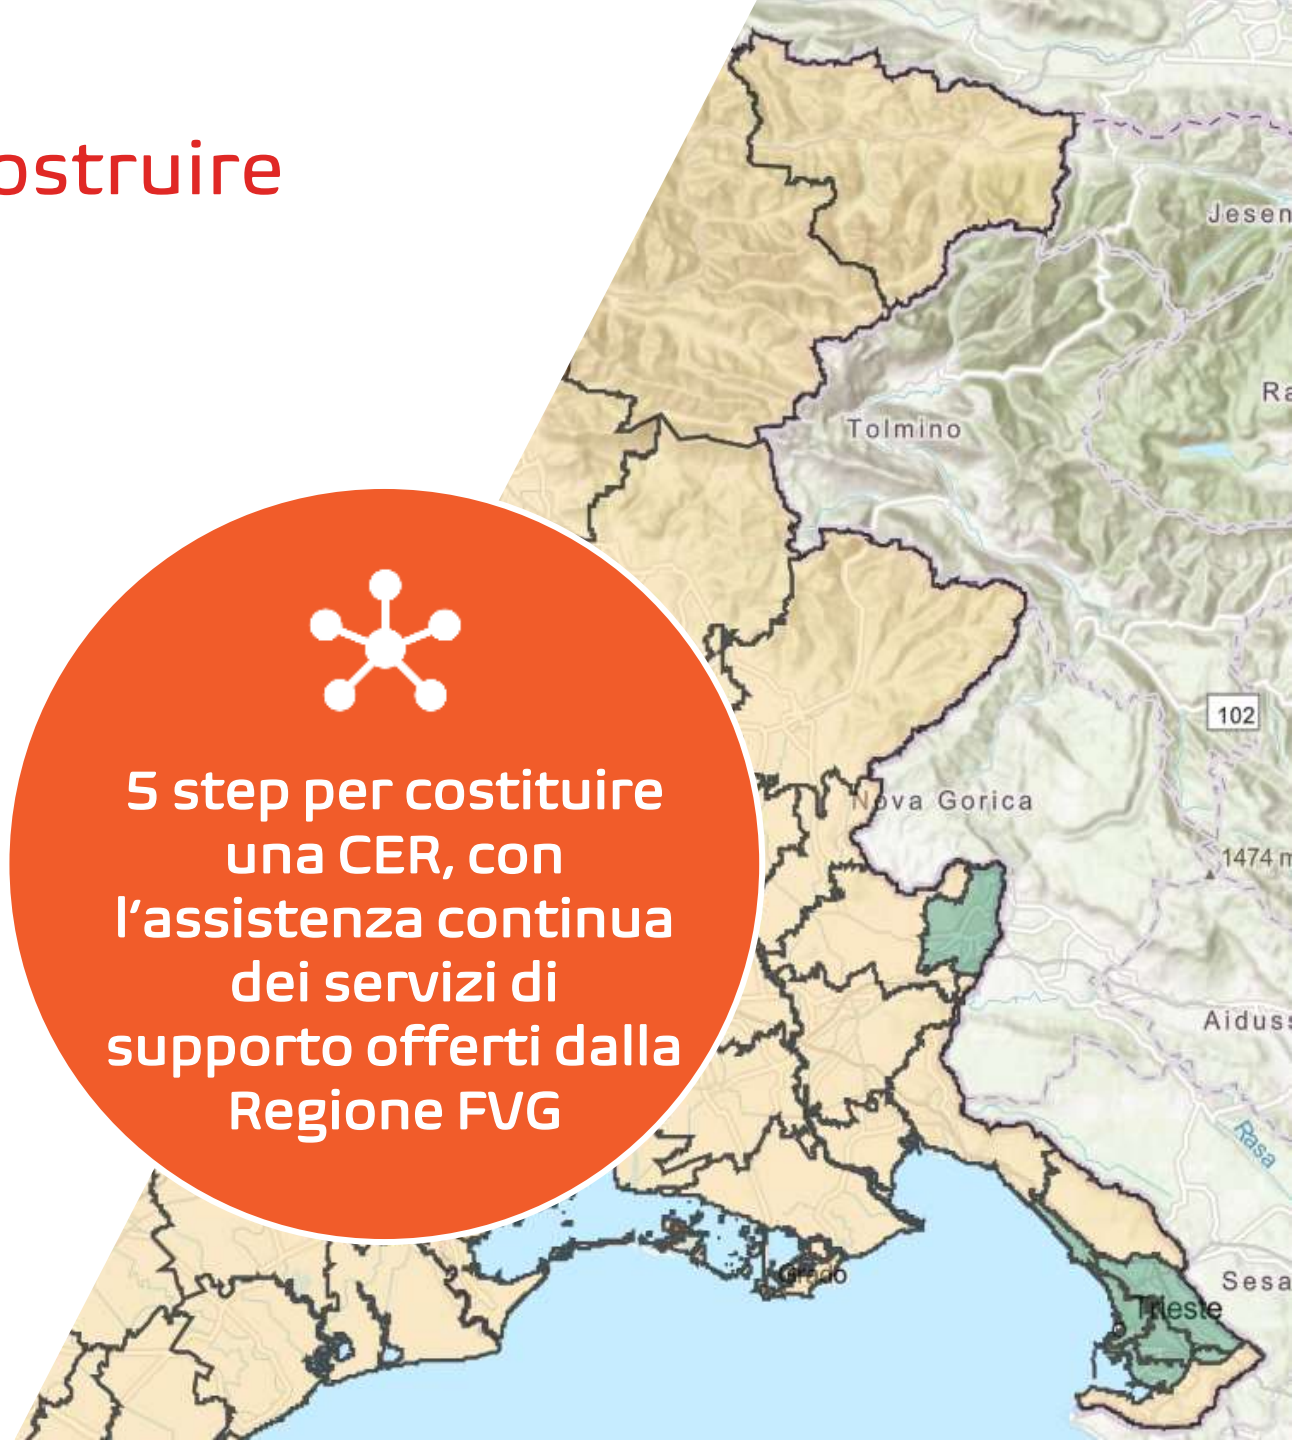 ostruire
Jesen
Ra
Tolmino
102
5 step per costituire
una CER, con
l’assistenza continua
dei servizi di
supporto offerti dalla
Regione FVG
Nova Gorica
1474 m
Aiduss
Rasa
Grado
Sesa
Trieste